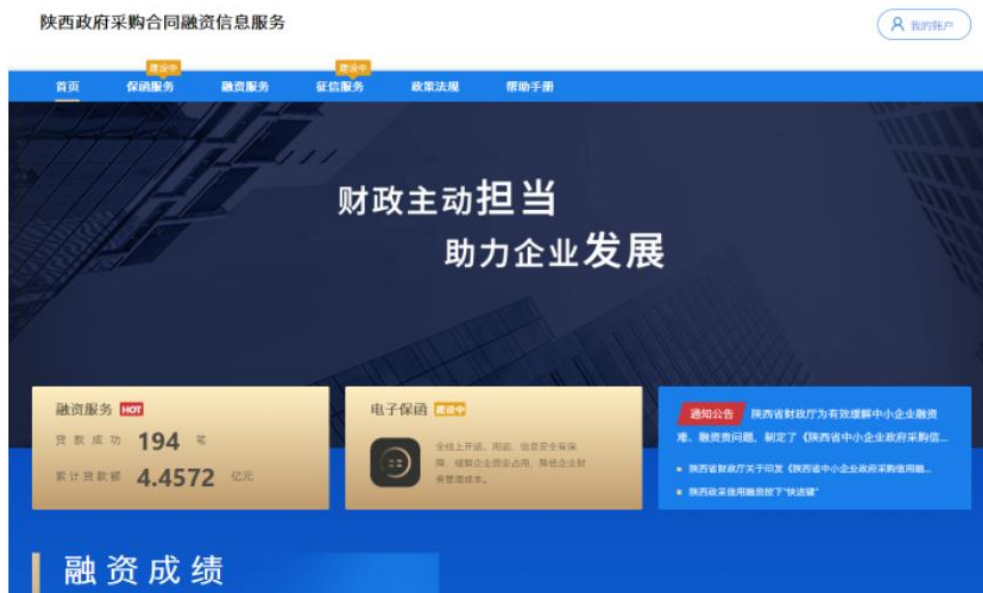 陕西政府采购合同融资信息服务
我的账户
建设中 建设中
首页 保函服务 融资服务 征信服务 政策法规 帮助手册
财政主动担当
助力企业发展
融资服务 HOT
贷款成功 194 笔
累计贷款额 4.4572 亿元
电子保函 建设中
全线上开函、用函，信息安全有保
障，缓解企业资金占用，降低企业财
务管理成本。
通知公告 陕西省财政厅为有效缓解中小企业融资
难、融资贵问题，制定了《陕西省中小企业政府采购信...
陕西省财政厅关于印发《陕西省中小企业政府采购信用融...
陕西政采信用融资按下“快进键”
融资成绩